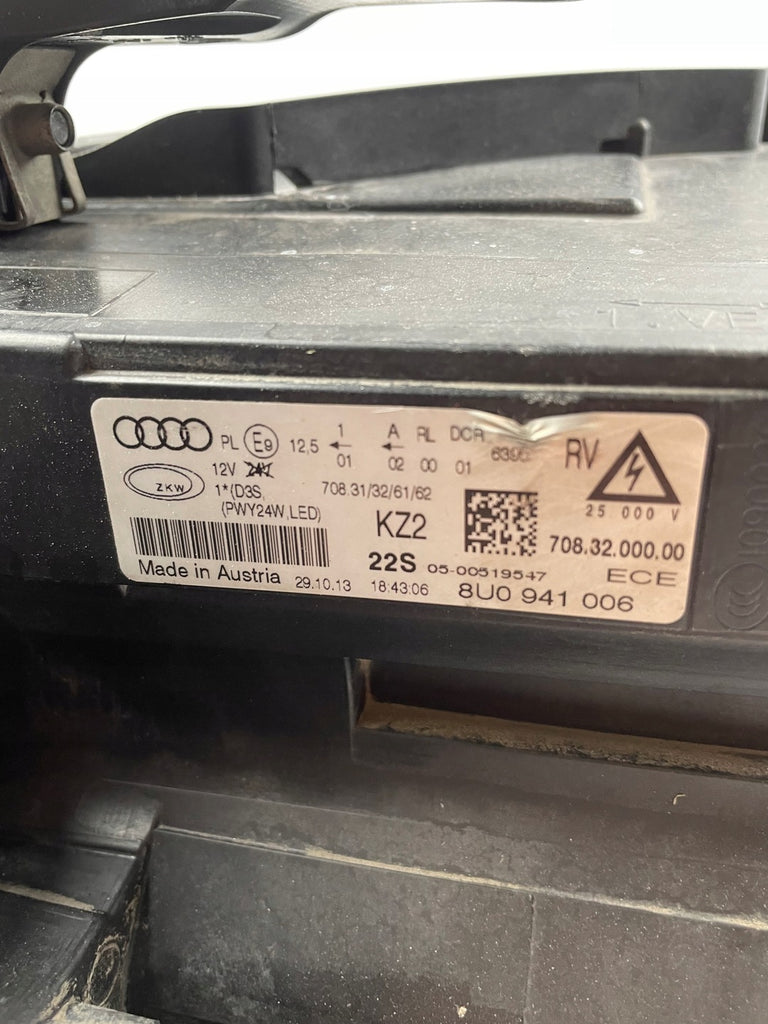 PL E9 12,5 1 A RL DCR RV
01 02 00 01
12V
ZKW 1*(D3S, 708.31/32/61/62
(PWY24W,LED) KZ2
25 000 V
708.32.000.00
22S 05-00519547 ECE
Made in Austria 29.10.13 18:43:06 8U0 941 006